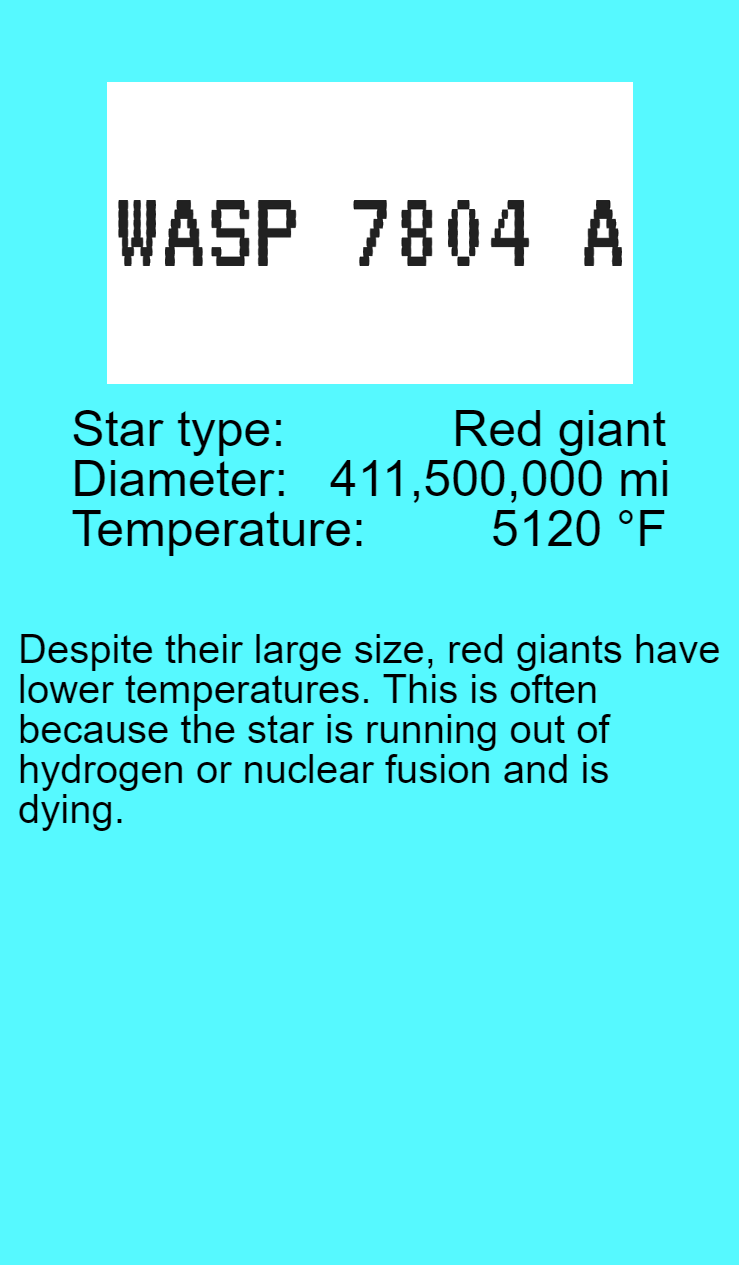 WASP 7804 A
Star type: Red giant
Diameter: 411,500,000 mi
Temperature: 5120 °F
Despite their large size, red giants have
lower temperatures. This is often
because the star is running out of
hydrogen or nuclear fusion and is
dying.